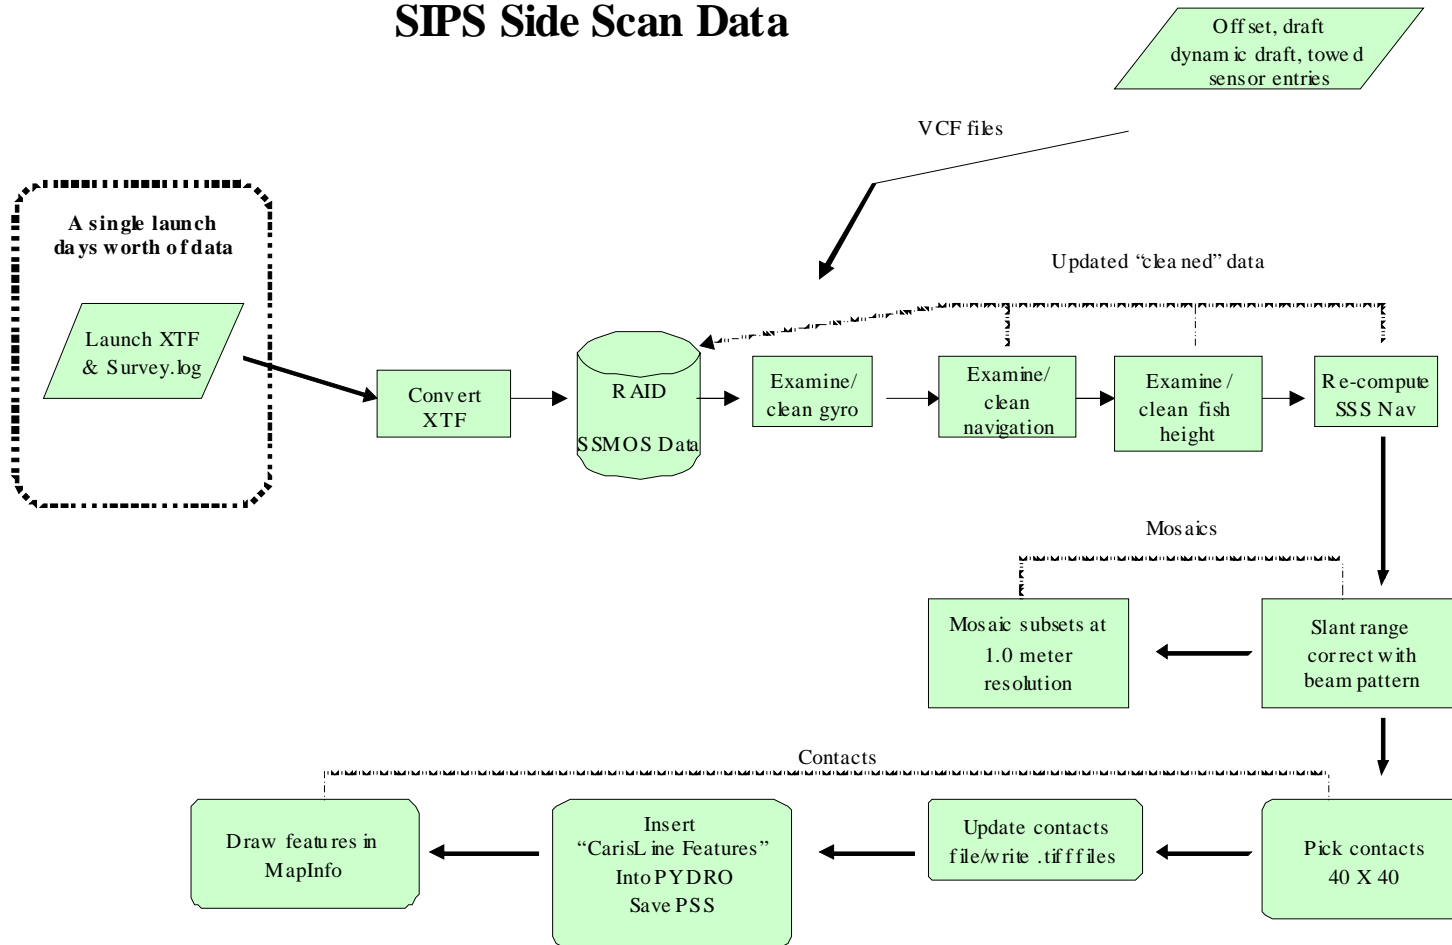 SIPS Side Scan Data
Offset, draft
dynamic draft, towed
sensor entries
VCF files
A single launch
days worth of data
Updated “cleaned” data
Launch XTF
& Survey.log
Convert
XTF
RAID
SSMOS Data
Examine/
clean gyro
Examine/
clean
navigation
Examine/
clean fish
height
Re-compute
SSS Nav
Mosaics
Mosaic subsets at
1.0 meter
resolution
Slant range
correct with
beam pattern
Contacts
Draw features in
MapInfo
Insert
“CarisLine Features”
Into PYDRO
Save PSS
Update contacts
file/write .tiff files
Pick contacts
40 X 40